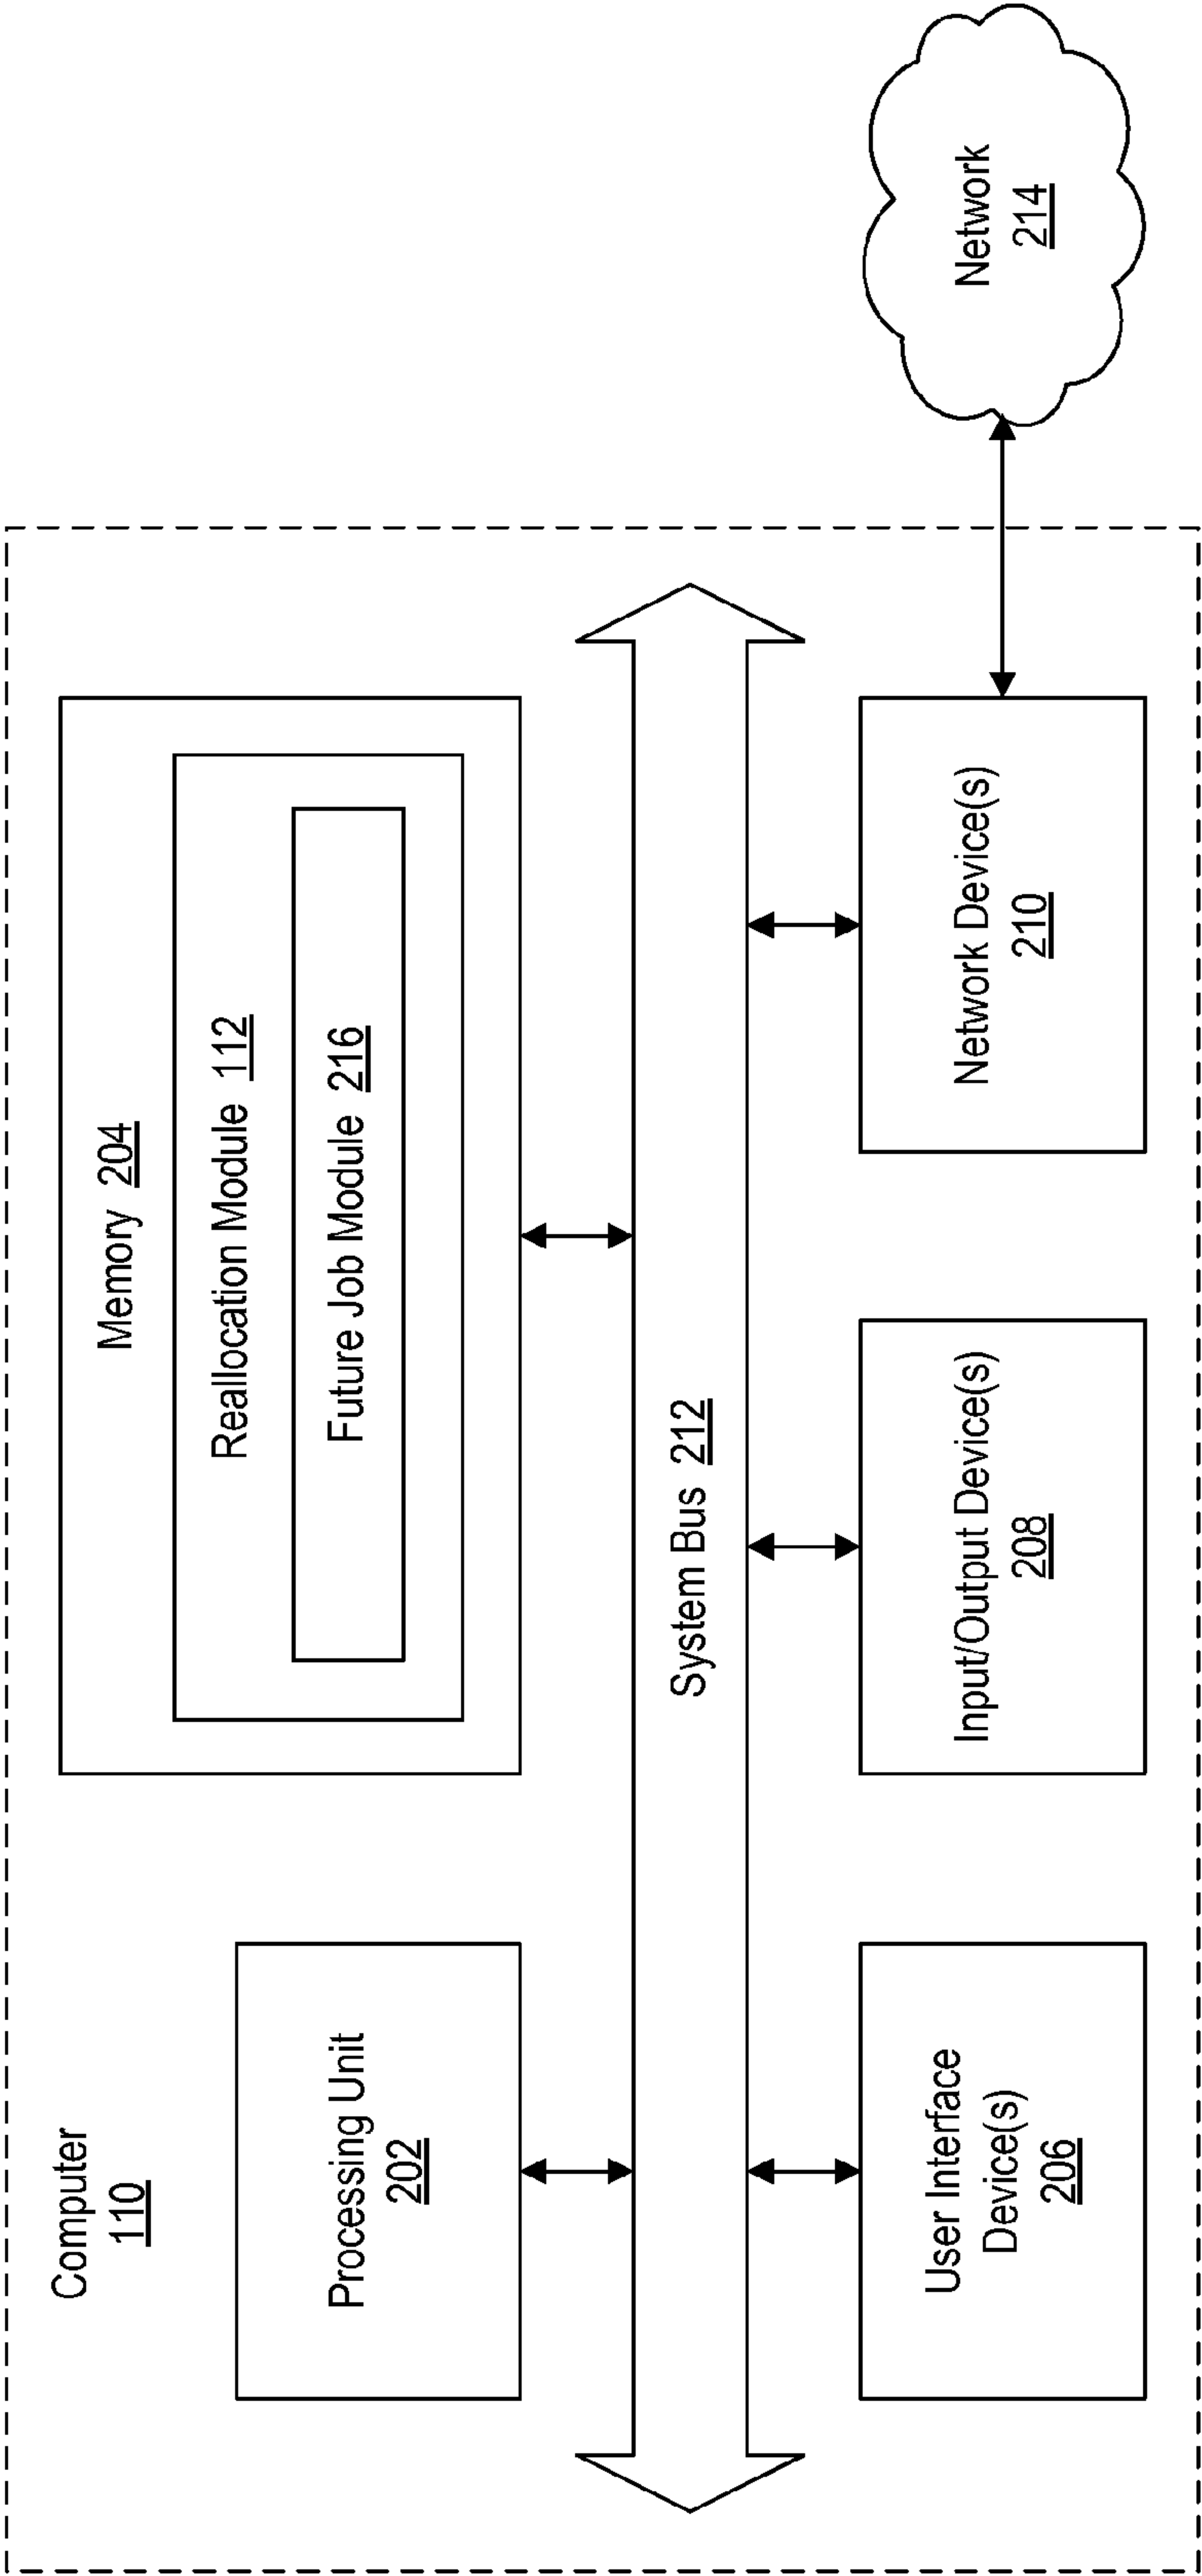 Computer
110
Processing Unit
202
Memory 204
Reallocation Module 112
Future Job Module 216
System Bus 212
User Interface
Device(s)
206
Input/Output Device(s)
208
Network Device(s)
210
Network
214